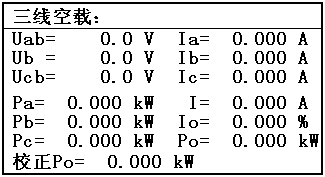 三线空载：
Uab= 0.0 V Ia= 0.000 A
Ub = 0.0 V Ib= 0.000 A
Ucb= 0.0 V Ic= 0.000 A
Pa= 0.000 kW I= 0.000 A
Pb= 0.000 kW Io= 0.000 %
Pc= 0.000 kW Po= 0.000 kW
校正Po= 0.000 kW